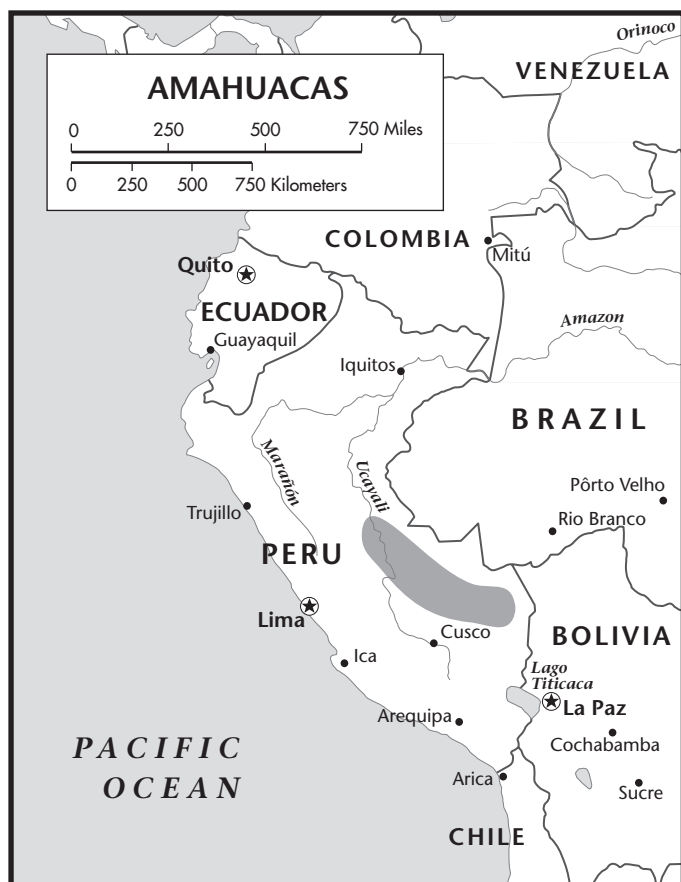 Orinoco
VENEZUELA
AMAHUACAS
0 250 500 750 Miles
0 250 500 750 Kilometers
COLOMBIA
Mitú
Quito
ECUADOR
Guayaquil
Amazon
Iquitos
BRAZIL
Marañón
Ucayali
Pôrto Velho
Trujillo
Rio Branco
PERU
Lima
Cusco
BOLIVIA
Ica
Lago
Titicaca
La Paz
Arequipa
Cochabamba
PACIFIC
OCEAN
Arica
Sucre
CHILE